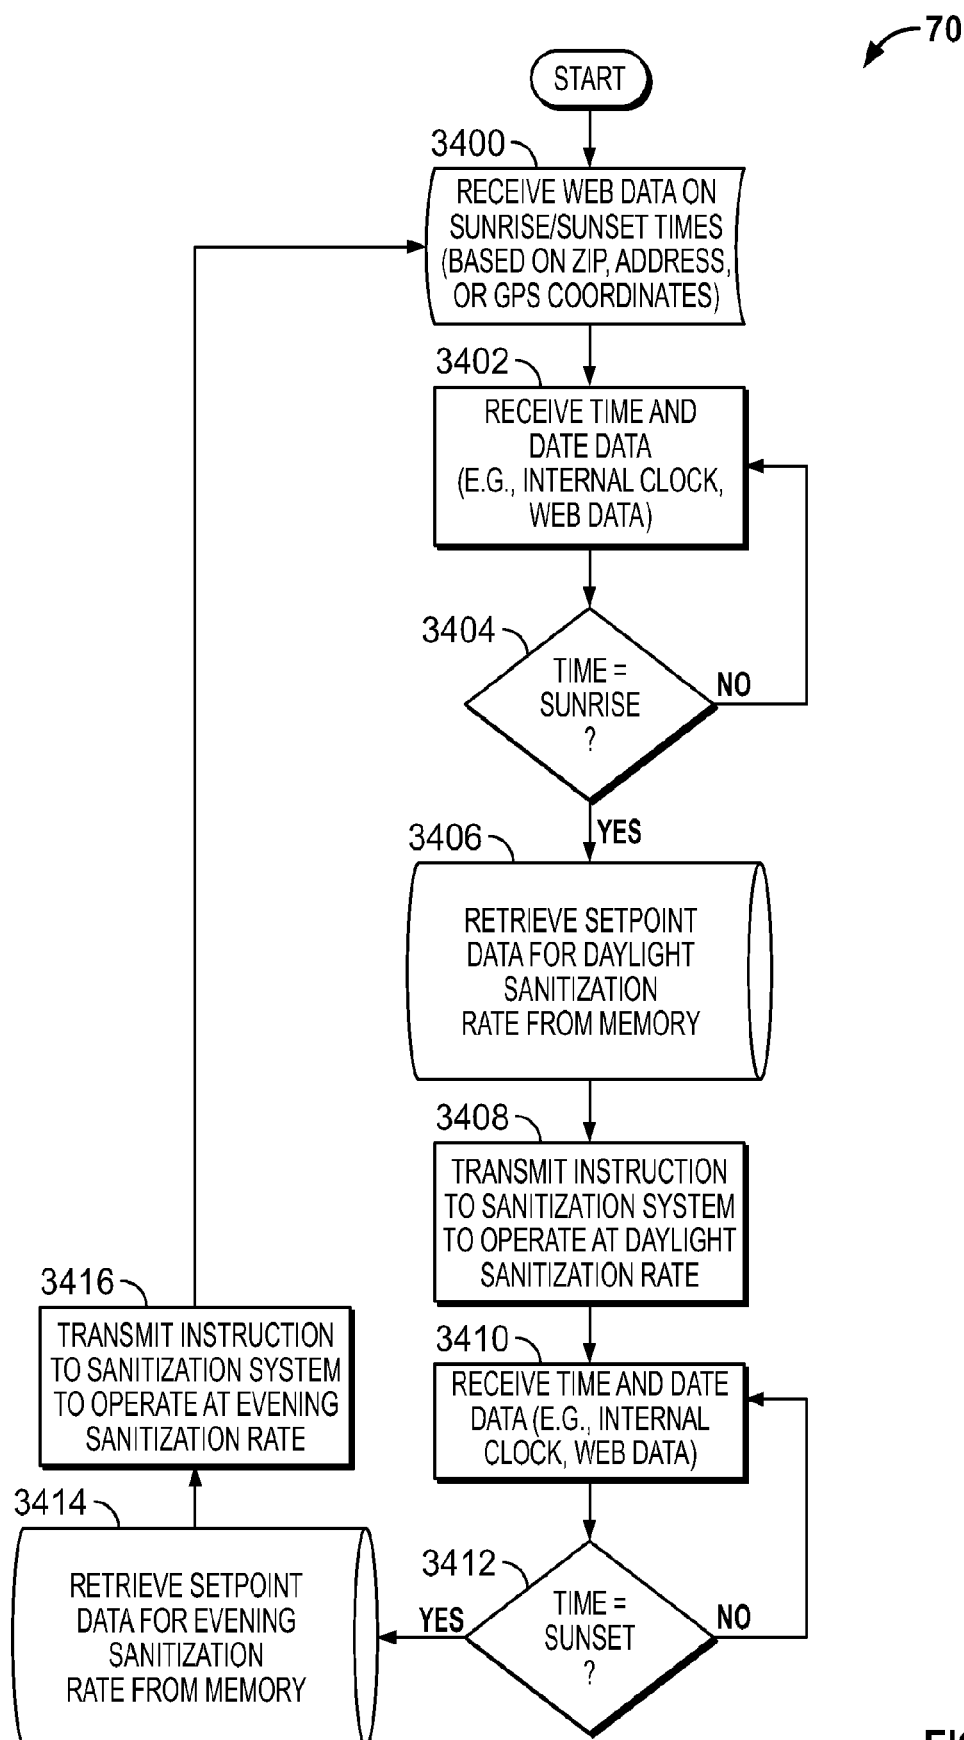 70
START
3400
RECEIVE WEB DATA ON
SUNRISE/SUNSET TIMES
(BASED ON ZIP, ADDRESS,
OR GPS COORDINATES)
3402
RECEIVE TIME AND
DATE DATA
(E.G., INTERNAL CLOCK,
WEB DATA)
3404
TIME =
SUNRISE
?
NO
YES
3406
RETRIEVE SETPOINT
DATA FOR DAYLIGHT
SANITIZATION
RATE FROM MEMORY
3408
TRANSMIT INSTRUCTION
TO SANITIZATION SYSTEM
TO OPERATE AT DAYLIGHT
SANITIZATION RATE
3410
RECEIVE TIME AND DATE
DATA (E.G., INTERNAL
CLOCK, WEB DATA)
3412
TIME =
SUNSET
?
NO
YES
3414
RETRIEVE SETPOINT
DATA FOR EVENING
SANITIZATION
RATE FROM MEMORY
3416
TRANSMIT INSTRUCTION
TO SANITIZATION SYSTEM
TO OPERATE AT EVENING
SANITIZATION RATE